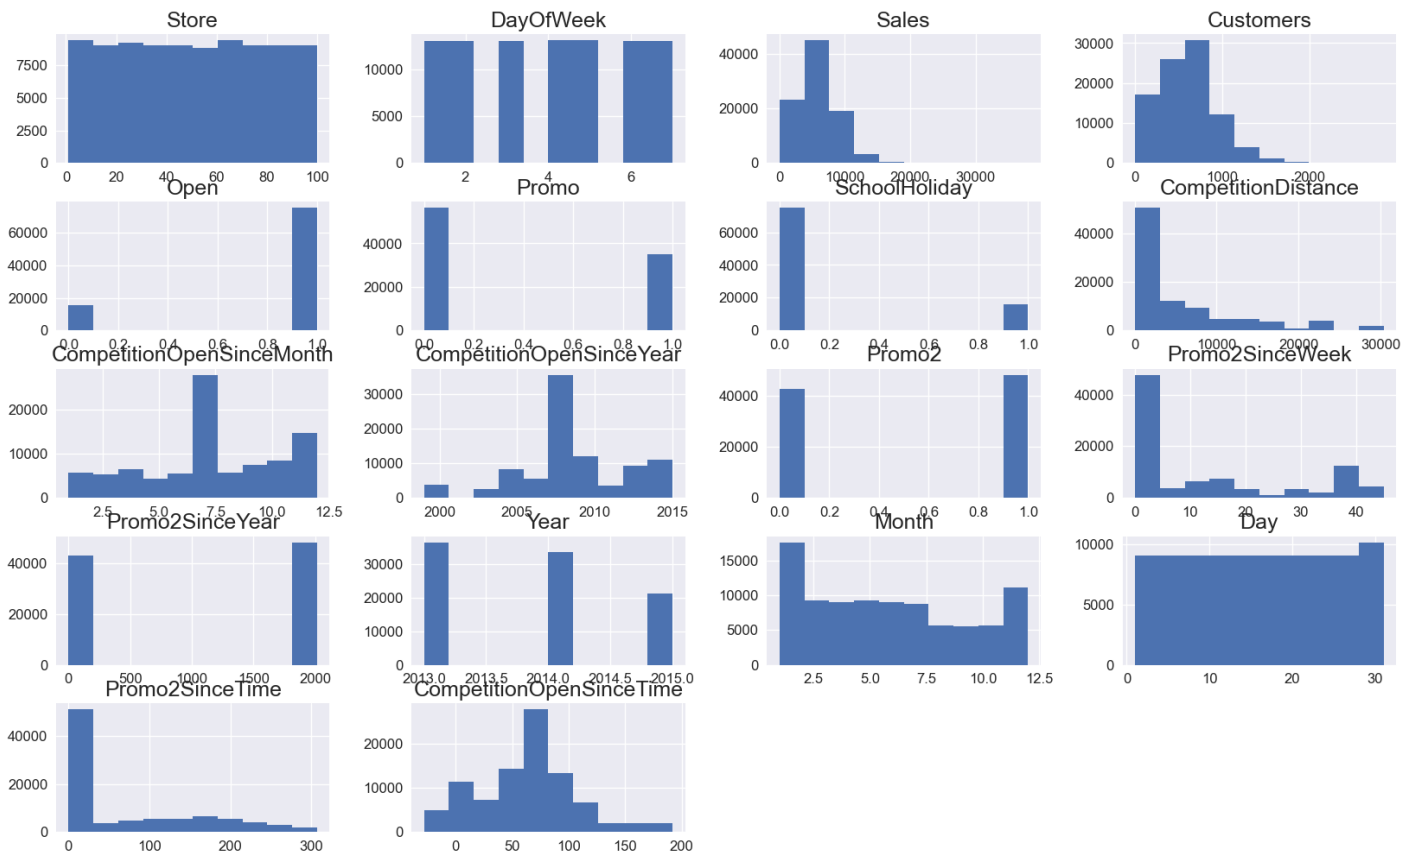 Store DayOfWeek Sales Customers
7500 5000 2500 0
0 20 40 60 80 100
10000 5000 0
2 4 6
40000 20000 0
0 10000 20000 30000
30000 20000 10000 0
0 1000 2000
Open Promo SchoolHoliday CompetitionDistance
60000 40000 20000 0
0.0 0.2 0.4 0.6 0.8 1.0
40000 20000 0
0.0 0.2 0.4 0.6 0.8 1.0
60000 40000 20000 0
0.0 0.2 0.4 0.6 0.8 1.0
40000 20000 0
0 10000 20000 30000
CompetitionOpenSinceMonth CompetitionOpenSinceYear Promo2 Promo2SinceWeek
20000 10000 0
2.5 5.0 7.5 10.0 12.5
30000 20000 10000 0
2000 2005 2010 2015
40000 20000 0
0.0 0.2 0.4 0.6 0.8 1.0
40000 20000 0
0 10 20 30 40
Promo2SinceYear Year Month Day
40000 20000 0
0 500 1000 1500 2000
30000 20000 10000 0
2013.0 2013.5 2014.0 2014.5 2015.0
15000 10000 5000 0
2.5 5.0 7.5 10.0 12.5
10000 5000 0
0 10 20 30
Promo2SinceTime CompetitionOpenSinceTime
40000 20000 0
0 100 200 300
20000 10000 0
0 50 100 150 200